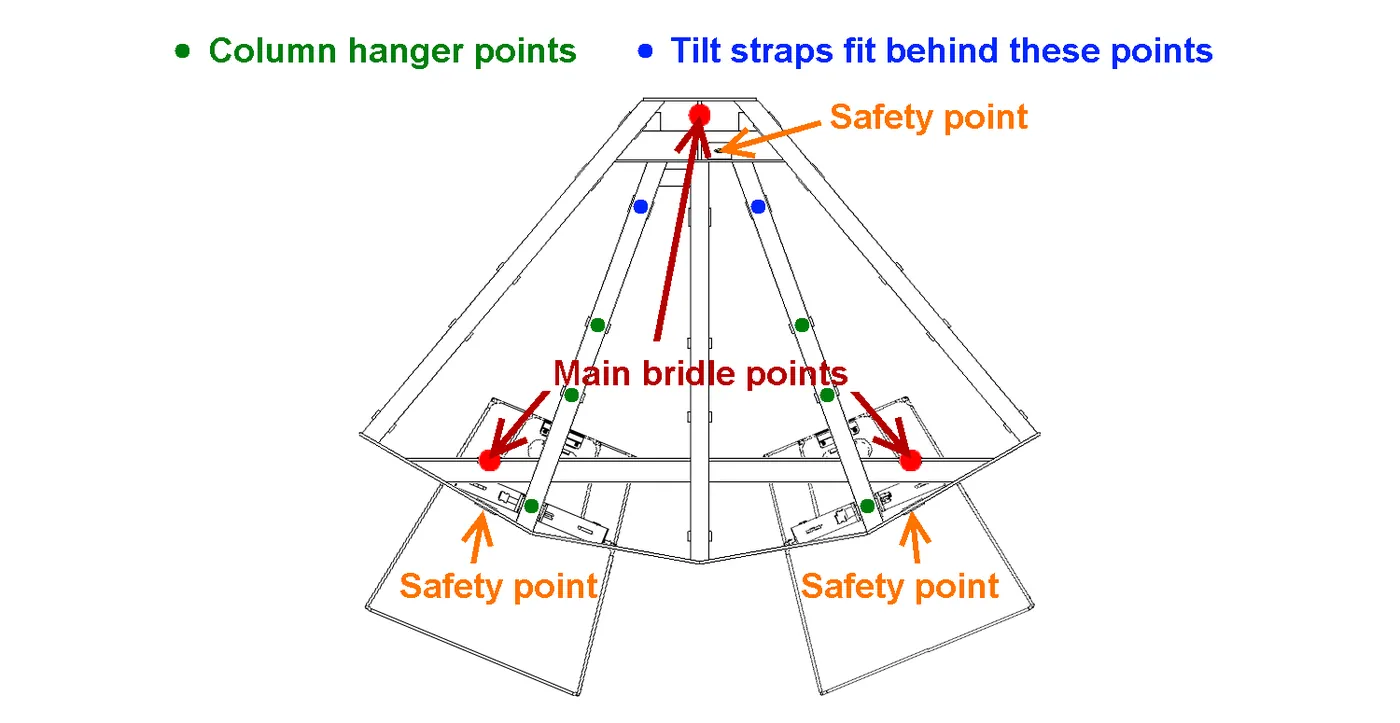 Column hanger points
Tilt straps fit behind these points
Safety point
Main bridle points
Safety point
Safety point